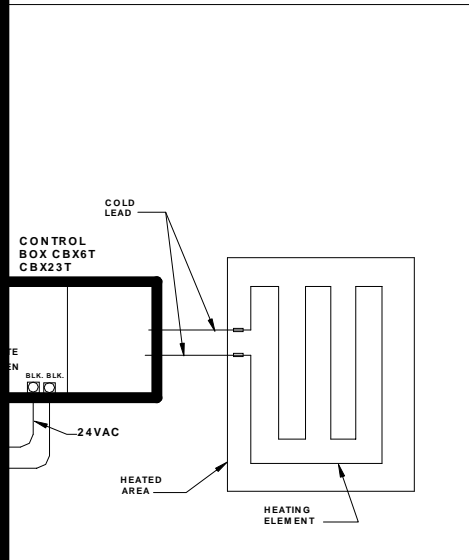 COLD
LEAD
CONTROL
BOX CBX6T
CBX23T
BLK. BLK.
24VAC
HEATED
AREA
HEATING
ELEMENT